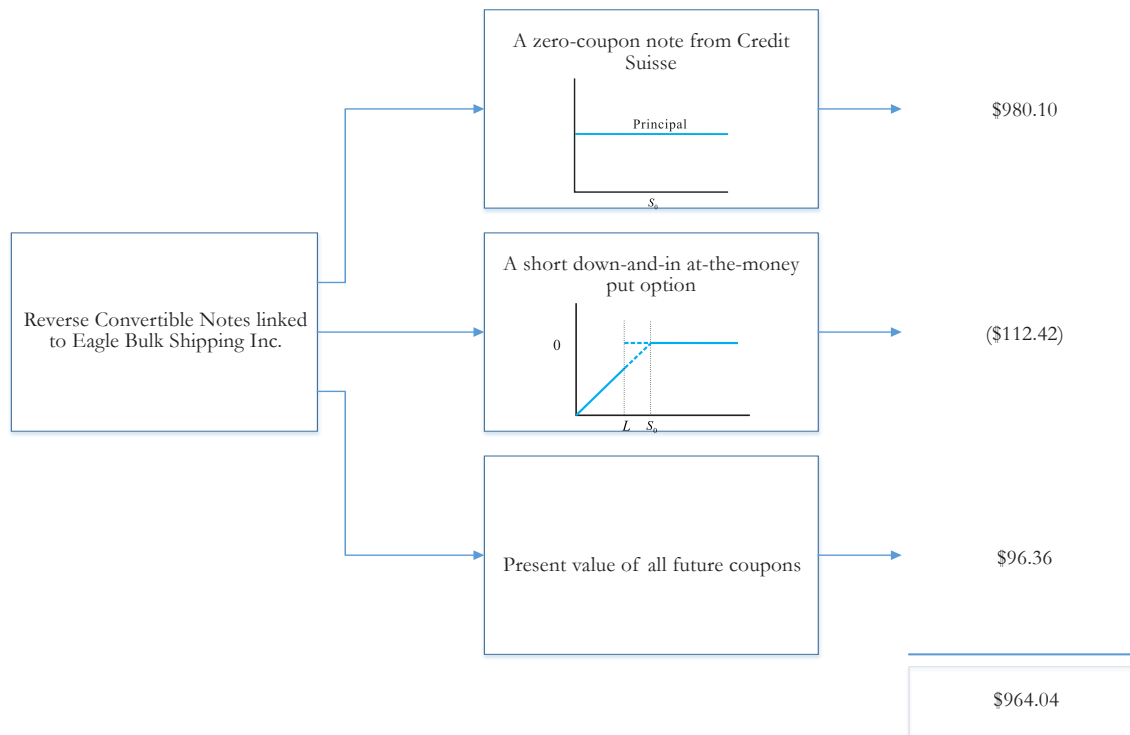 A zero-coupon note from Credit
Suisse
Principal
S₀
$980.10
Reverse Convertible Notes linked
to Eagle Bulk Shipping Inc.
A short down-and-in at-the-money
put option
0
L S₀
($112.42)
Present value of all future coupons
$96.36
$964.04